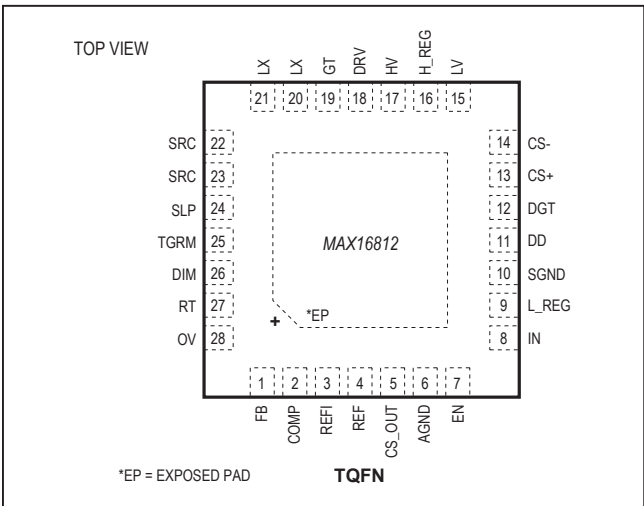 TOP VIEW
LX
LX
GT
DRV
HV
H_REG
LV
21
20
19
18
17
16
15
SRC 22
SRC 23
SLP 24
TGRM 25
DIM 26
RT 27
OV 28
14 CS-
13 CS+
12 DGT
11 DD
10 SGND
9 L_REG
8 IN
MAX16812
+
*EP
1
2
3
4
5
6
7
FB
COMP
REFI
REF
CS_OUT
AGND
EN
*EP = EXPOSED PAD
TQFN